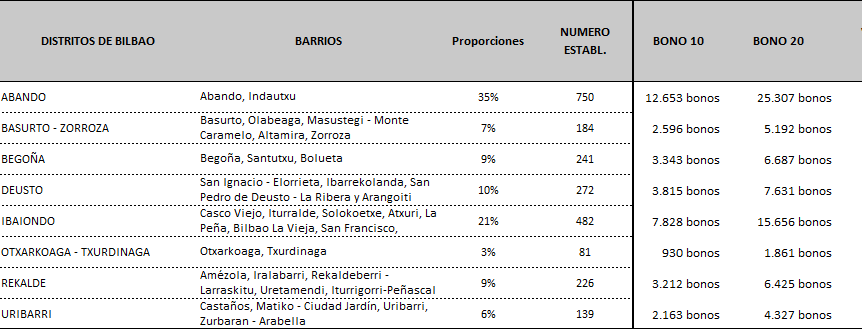 DISTRITOS DE BILBAO BARRIOS Proporciones NUMERO ESTABL. BONO 10 BONO 20
ABANDO Abando, Indautxu 35% 750 12.653 bonos 25.307 bonos
BASURTO - ZORROZA Basurto, Olabeaga, Masustegi - Monte Caramelo, Altamira, Zorroza 7% 184 2.596 bonos 5.192 bonos
BEGOÑA Begoña, Santutxu, Bolueta 9% 241 3.343 bonos 6.687 bonos
DEUSTO San Ignacio - Elorrieta, Ibarrekolanda, San Pedro de Deusto - La Ribera y Arangoiti 10% 272 3.815 bonos 7.631 bonos
IBAIONDO Casco Viejo, Iturralde, Solokoetxe, Atxuri, La Peña, Bilbao La Vieja, San Francisco, 21% 482 7.828 bonos 15.656 bonos
OTXARKOAGA - TXURDINAGA Otxarkoaga, Txurdinaga 3% 81 930 bonos 1.861 bonos
REKALDE Amézola, Iralabarri, Rekaldeberri - Larraskitu, Uretamendi, Iturrigorri-Peñascal 9% 226 3.212 bonos 6.425 bonos
URIBARRI Castaños, Matiko - Ciudad Jardín, Uribarri, Zurbaran - Arabella 6% 139 2.163 bonos 4.327 bonos